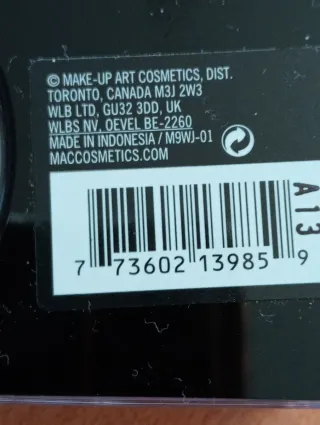 © MAKE-UP ART COSMETICS, DIST.
TORONTO, CANADA M3J 2W3
WLB LTD, GU32 3DD, UK
WLBS NV, OEVEL BE-2260
MADE IN INDONESIA / M9WJ-01
MACCOSMETICS.COM
A13
7 73602 13985 9